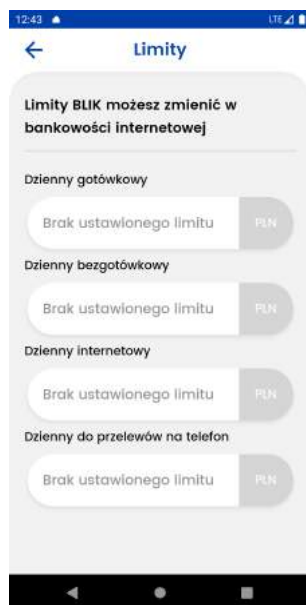 12:43
LTE
Limity
Limity BLIK możesz zmienić w
bankowości internetowej
Dzienny gotówkowy
Brak ustawionego limitu PLN
Dzienny bezgotówkowy
Brak ustawionego limitu PLN
Dzienny internetowy
Brak ustawionego limitu PLN
Dzienny do przelewów na telefon
Brak ustawionego limitu PLN